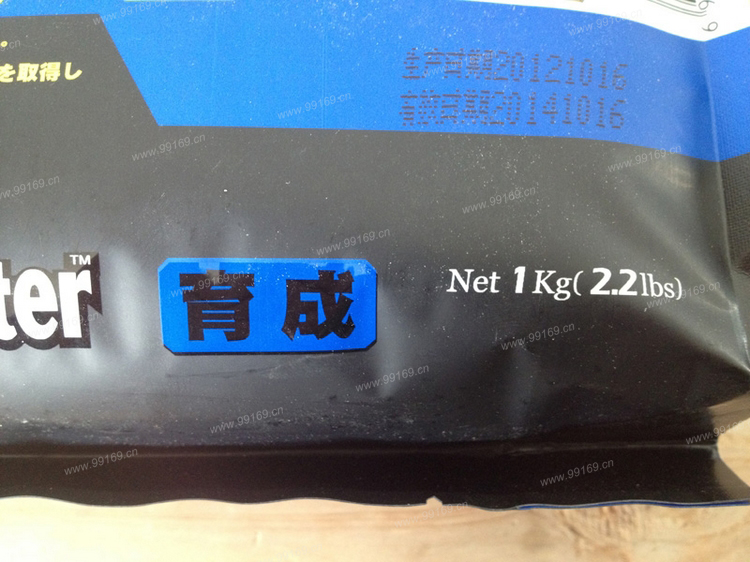 。
を取得し
生产日期20121016
有效日期20141016
ter™
育成
Net 1Kg( 2.2lbs)
www.99169.cn